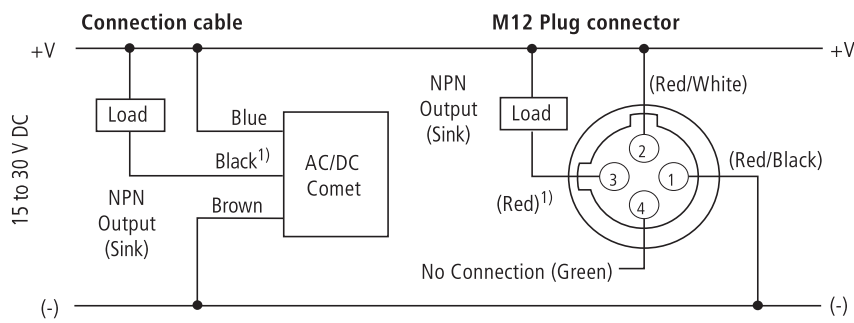 Connection cable
M12 Plug connector
+V
+V
15 to 30 V DC
Load
Blue
Black1)
Brown
AC/DC
Comet
NPN
Output
(Sink)
NPN
Output
(Sink)
Load
(Red/White)
(Red/Black)
(Red)1)
2
3
1
4
No Connection (Green)
(-)
(-)